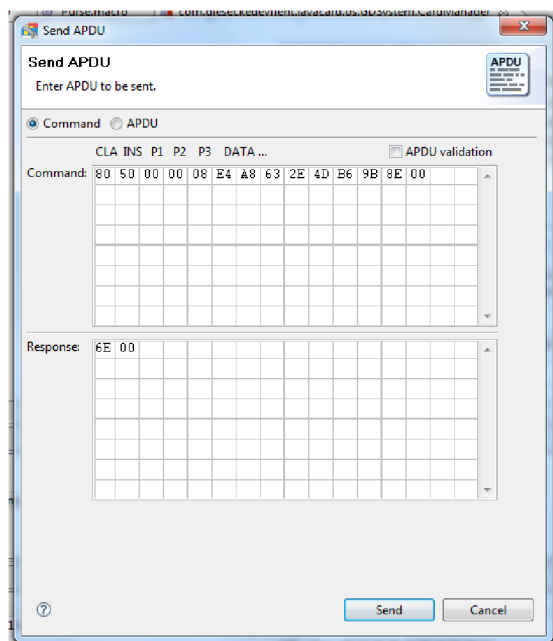 Purse.macro com.gieseckedevrient.javacard.os.GDSystem.CardManager
Send APDU
Send APDU
Enter APDU to be sent.
APDU
Command APDU
CLA INS P1 P2 P3 DATA ...
APDU validation
Command: 80 50 00 00 08 E4 A8 63 2E 4D B6 9B 8E 00
Response: 6E 00
?
Send Cancel